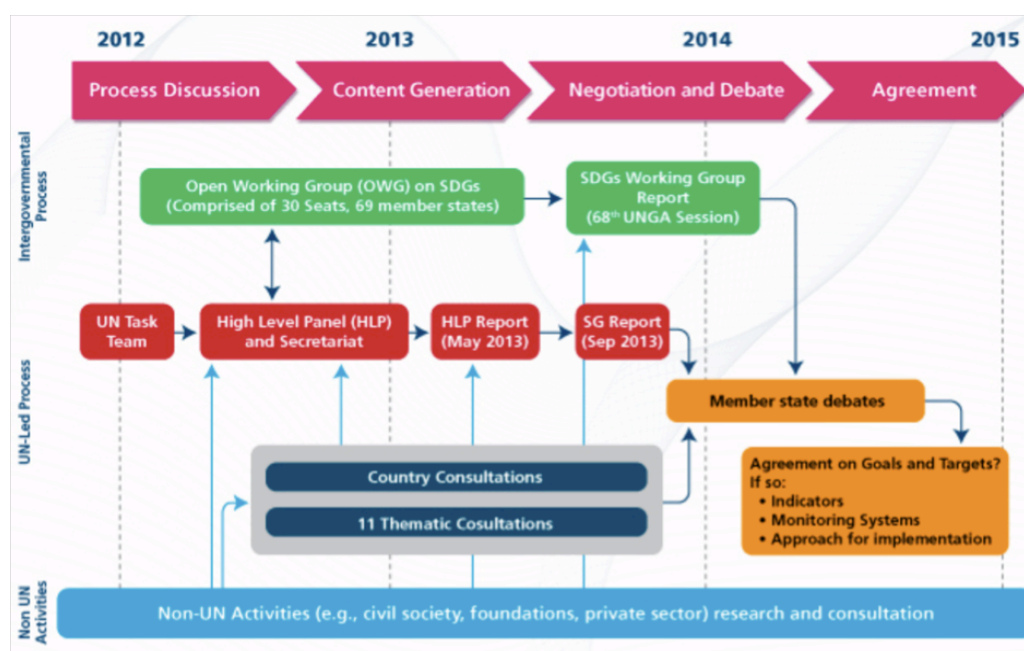 2012
2013
2014
2015
Process Discussion
Content Generation
Negotiation and Debate
Agreement
Intergovernmental
Process
Open Working Group (OWG) on SDGs
(Comprised of 30 Seats, 69 member states)
SDGs Working Group
Report
(68th UNGA Session)
UN-Led Process
UN Task
Team
High Level Panel (HLP)
and Secretariat
HLP Report
(May 2013)
SG Report
(Sep 2013)
Member state debates
Country Consultations
11 Thematic Cosultations
Agreement on Goals and Targets?
If so:
• Indicators
• Monitoring Systems
• Approach for implementation
Non UN
Activities
Non-UN Activities (e.g., civil society, foundations, private sector) research and consultation